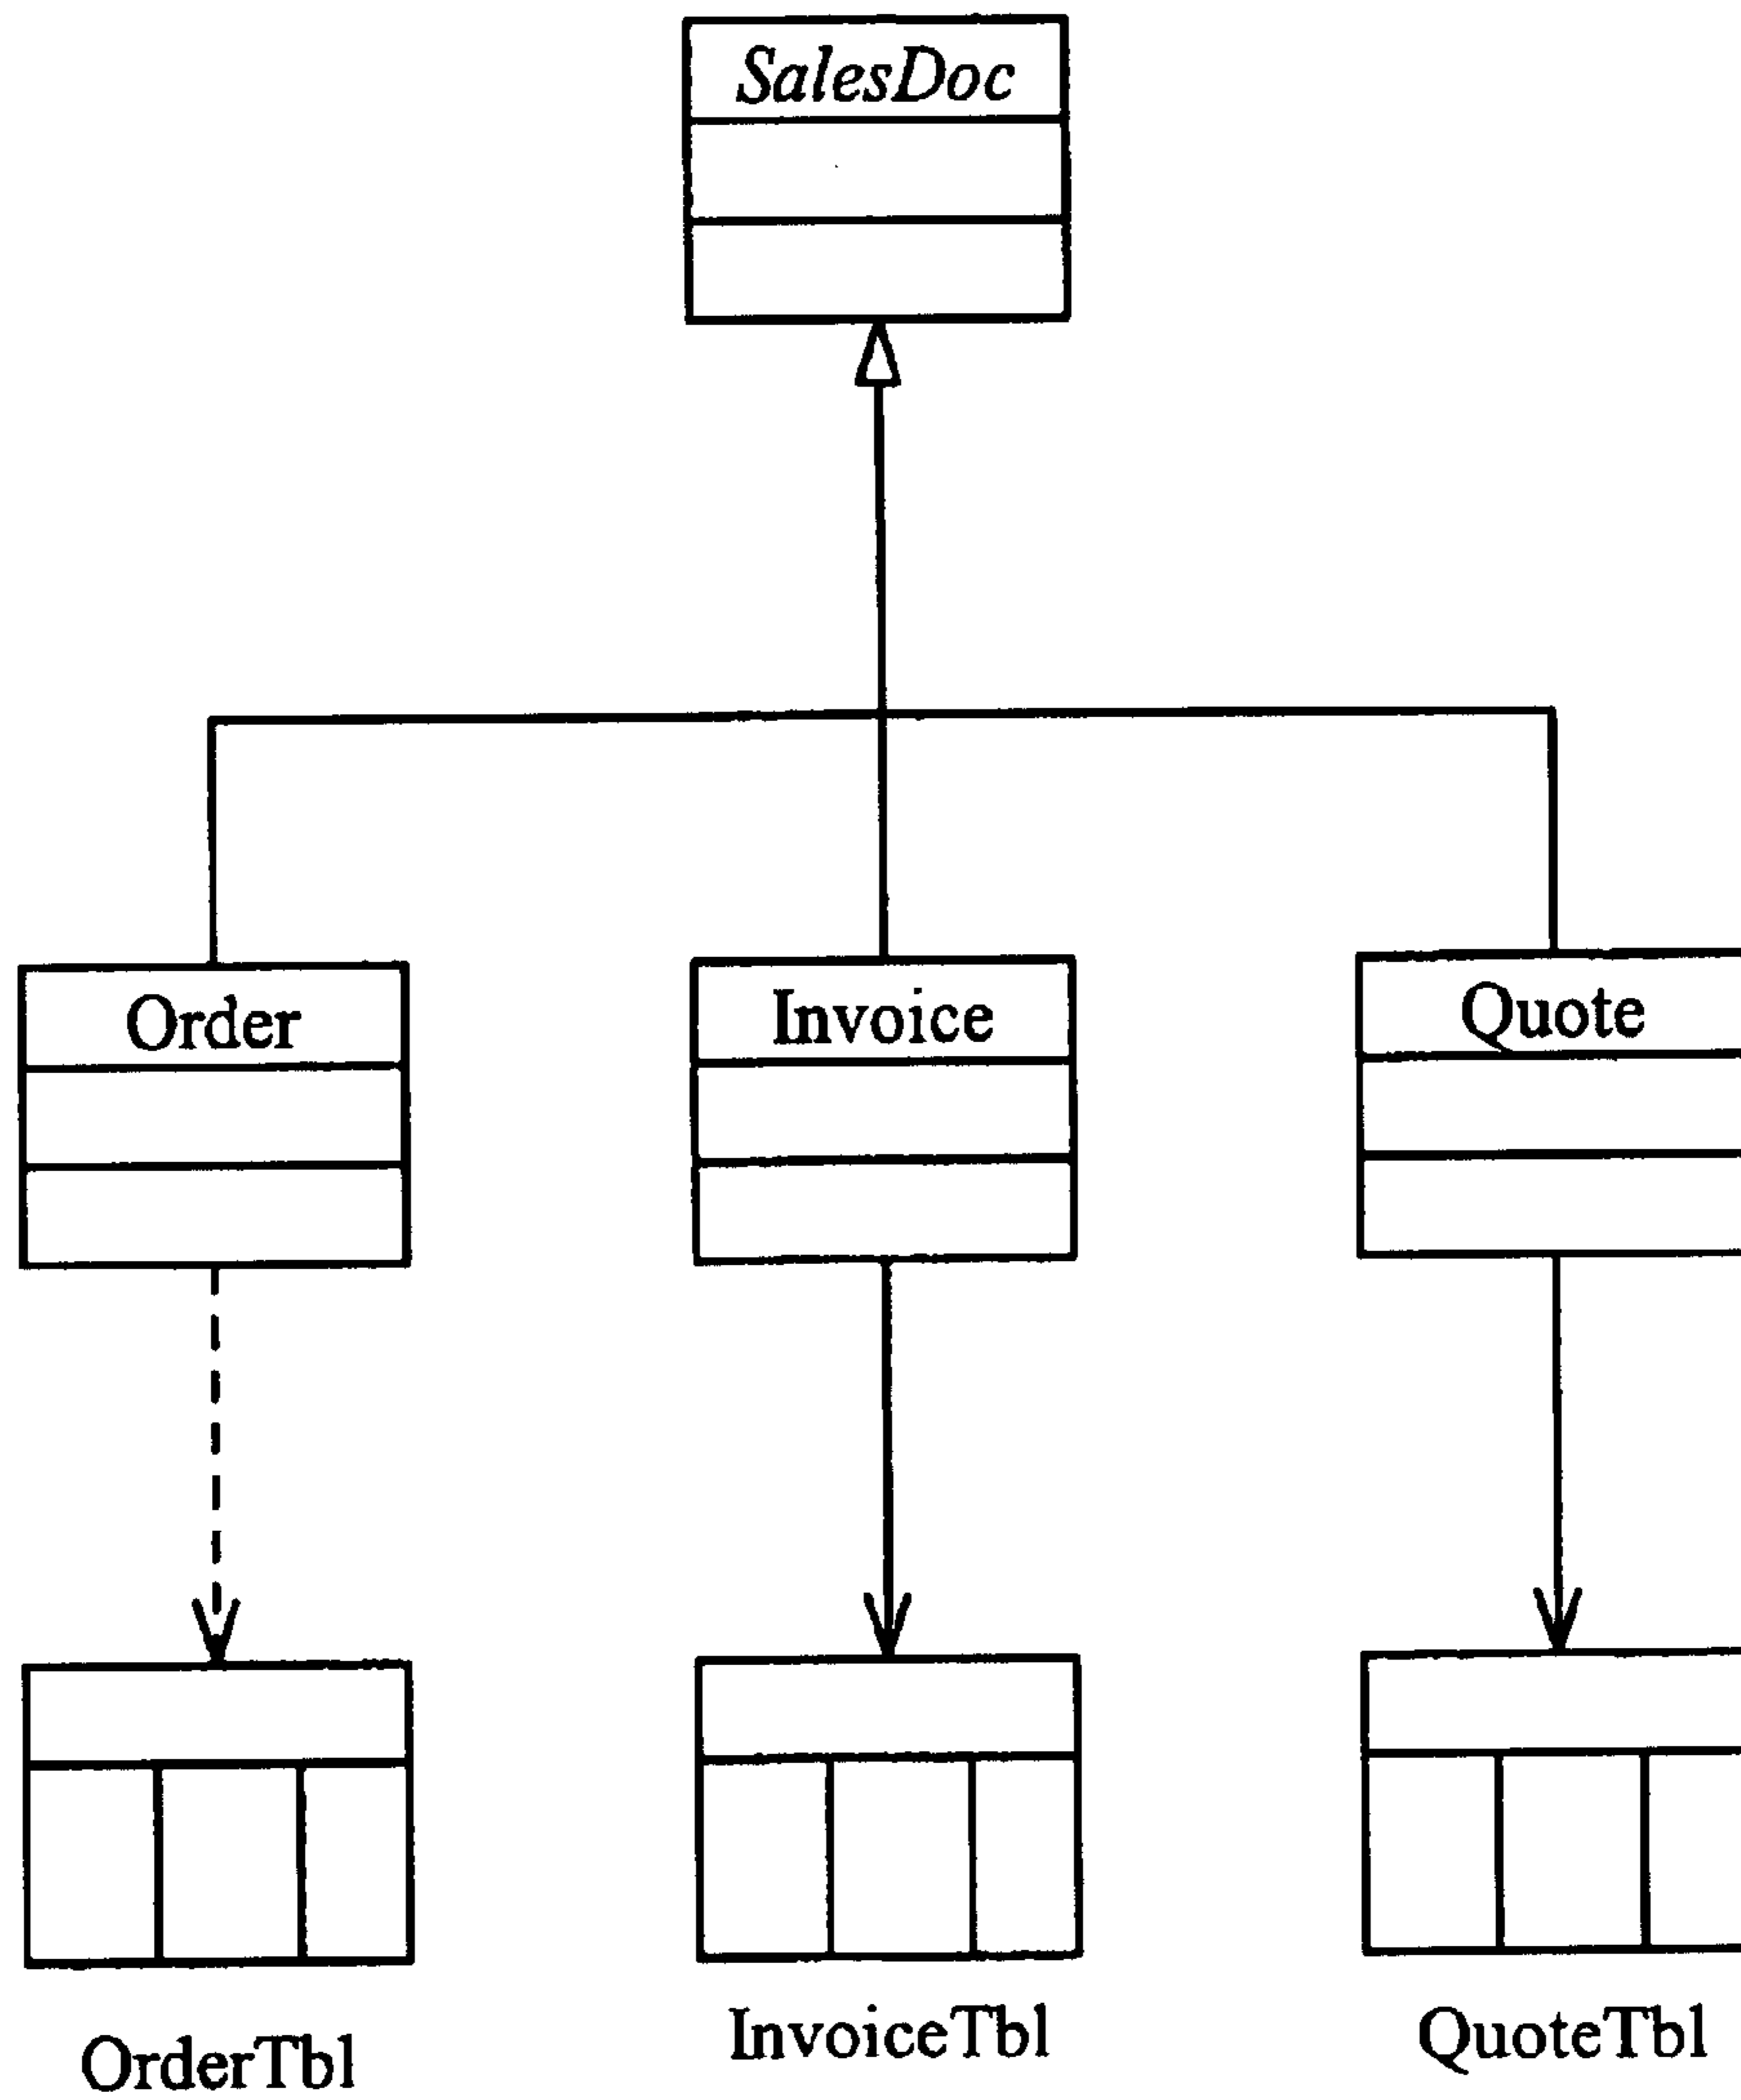 SalesDoc
Order
Invoice
Quote
OrderTbl
InvoiceTbl
QuoteTbl